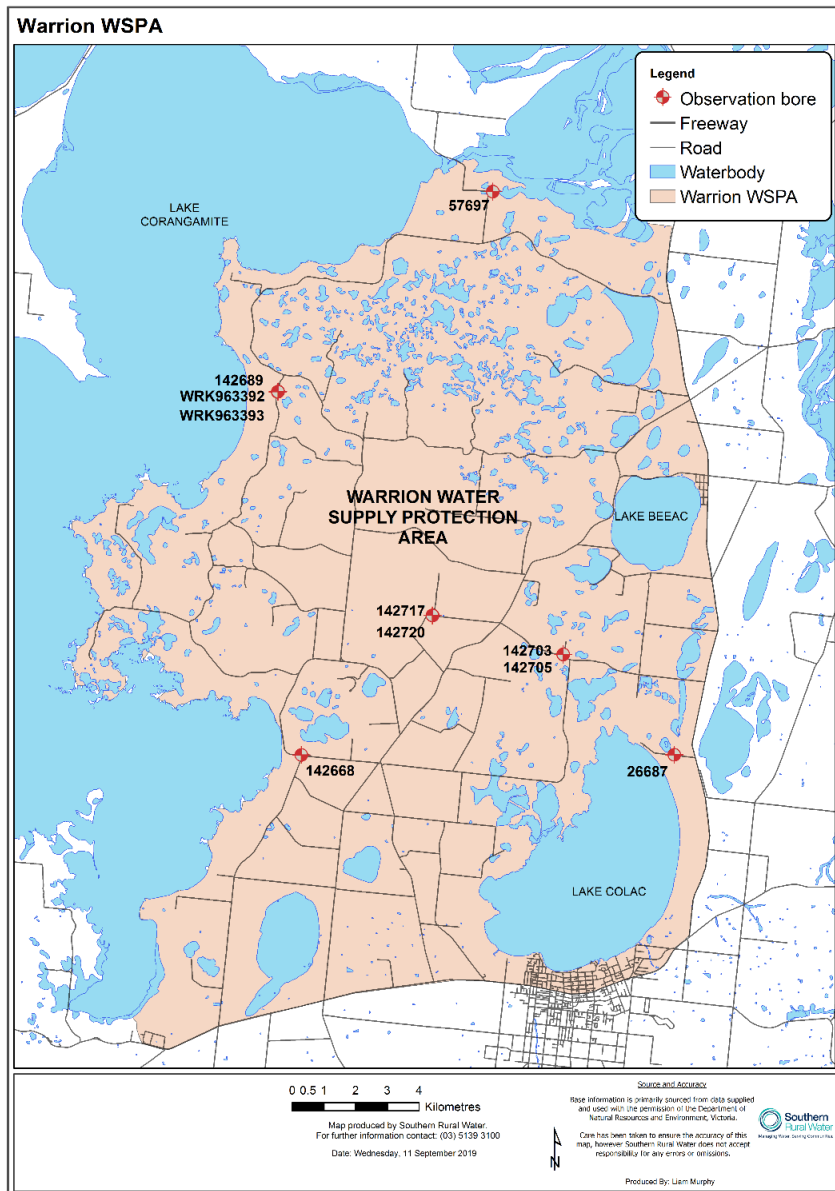 Warrion WSPA
Legend
Observation bore
Freeway
Road
Waterbody
Warrion WSPA
LAKE
CORANGAMITE
57697
142689
WRK963392
WRK963393
WARRION WATER
SUPPLY PROTECTION
AREA
LAKE BEEAC
142717
142720
142703
142705
142668
26687
LAKE COLAC
0 0.5 1 2 3 4
Kilometres
Map produced by Southern Rural Water.
For further information contact: (03) 5139 3100
Date: Wednesday, 11 September 2019
N
Source and Accuracy
Base information is primarily sourced from data supplied
and used with the permission of the Department of
Natural Resources and Environment, Victoria.
Care has been taken to ensure the accuracy of this
map, however Southern Rural Water does not accept
responsibility for any errors or omissions.
Produced By: Liam Murphy
Southern
Rural Water
Managing Water. Serving Communities.